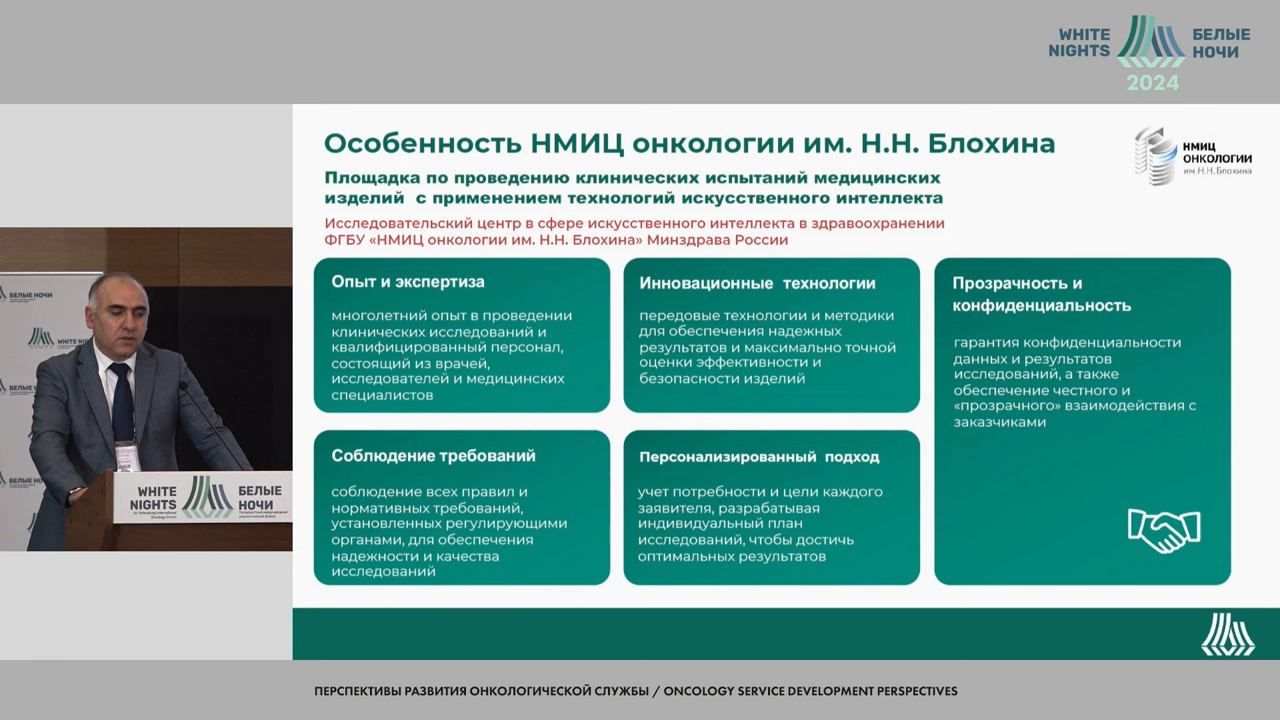 WHITE NIGHTS
БЕЛЫЕ НОЧИ
2024
Особенность НМИЦ онкологии им. Н.Н. Блохина
НМИЦ
ОНКОЛОГИИ
им. Н.Н. Блохина
Площадка по проведению клинических испытаний медицинских
изделий с применением технологий искусственного интеллекта
Исследовательский центр в сфере искусственного интеллекта в здравоохранении
ФГБУ «НМИЦ онкологии им. Н.Н. Блохина» Минздрава России
Опыт и экспертиза
многолетний опыт в проведении
клинических исследований и
квалифицированный персонал,
состоящий из врачей,
исследователей и медицинских
специалистов
Инновационные технологии
передовые технологии и методики
для обеспечения надежных
результатов и максимально точной
оценки эффективности и
безопасности изделий
Прозрачность и
конфиденциальность
гарантия конфиденциальности
данных и результатов
исследований, а также
обеспечение честного и
«прозрачного» взаимодействия с
заказчиками
Соблюдение требований
соблюдение всех правил и
нормативных требований,
установленных регулирующими
органами, для обеспечения
надежности и качества
исследований
Персонализированный подход
учет потребности и цели каждого
заявителя, разрабатывая
индивидуальный план
исследований, чтобы достичь
оптимальных результатов
БЕЛЫЕ НОЧИ
WHITE
WHITE
NIGHTS
St. Petersburg International
Oncology Forum
БЕЛЫЕ
НОЧИ
ПЕРСПЕКТИВЫ РАЗВИТИЯ ОНКОЛОГИЧЕСКОЙ СЛУЖБЫ / ONCOLOGY SERVICE DEVELOPMENT PERSPECTIVES